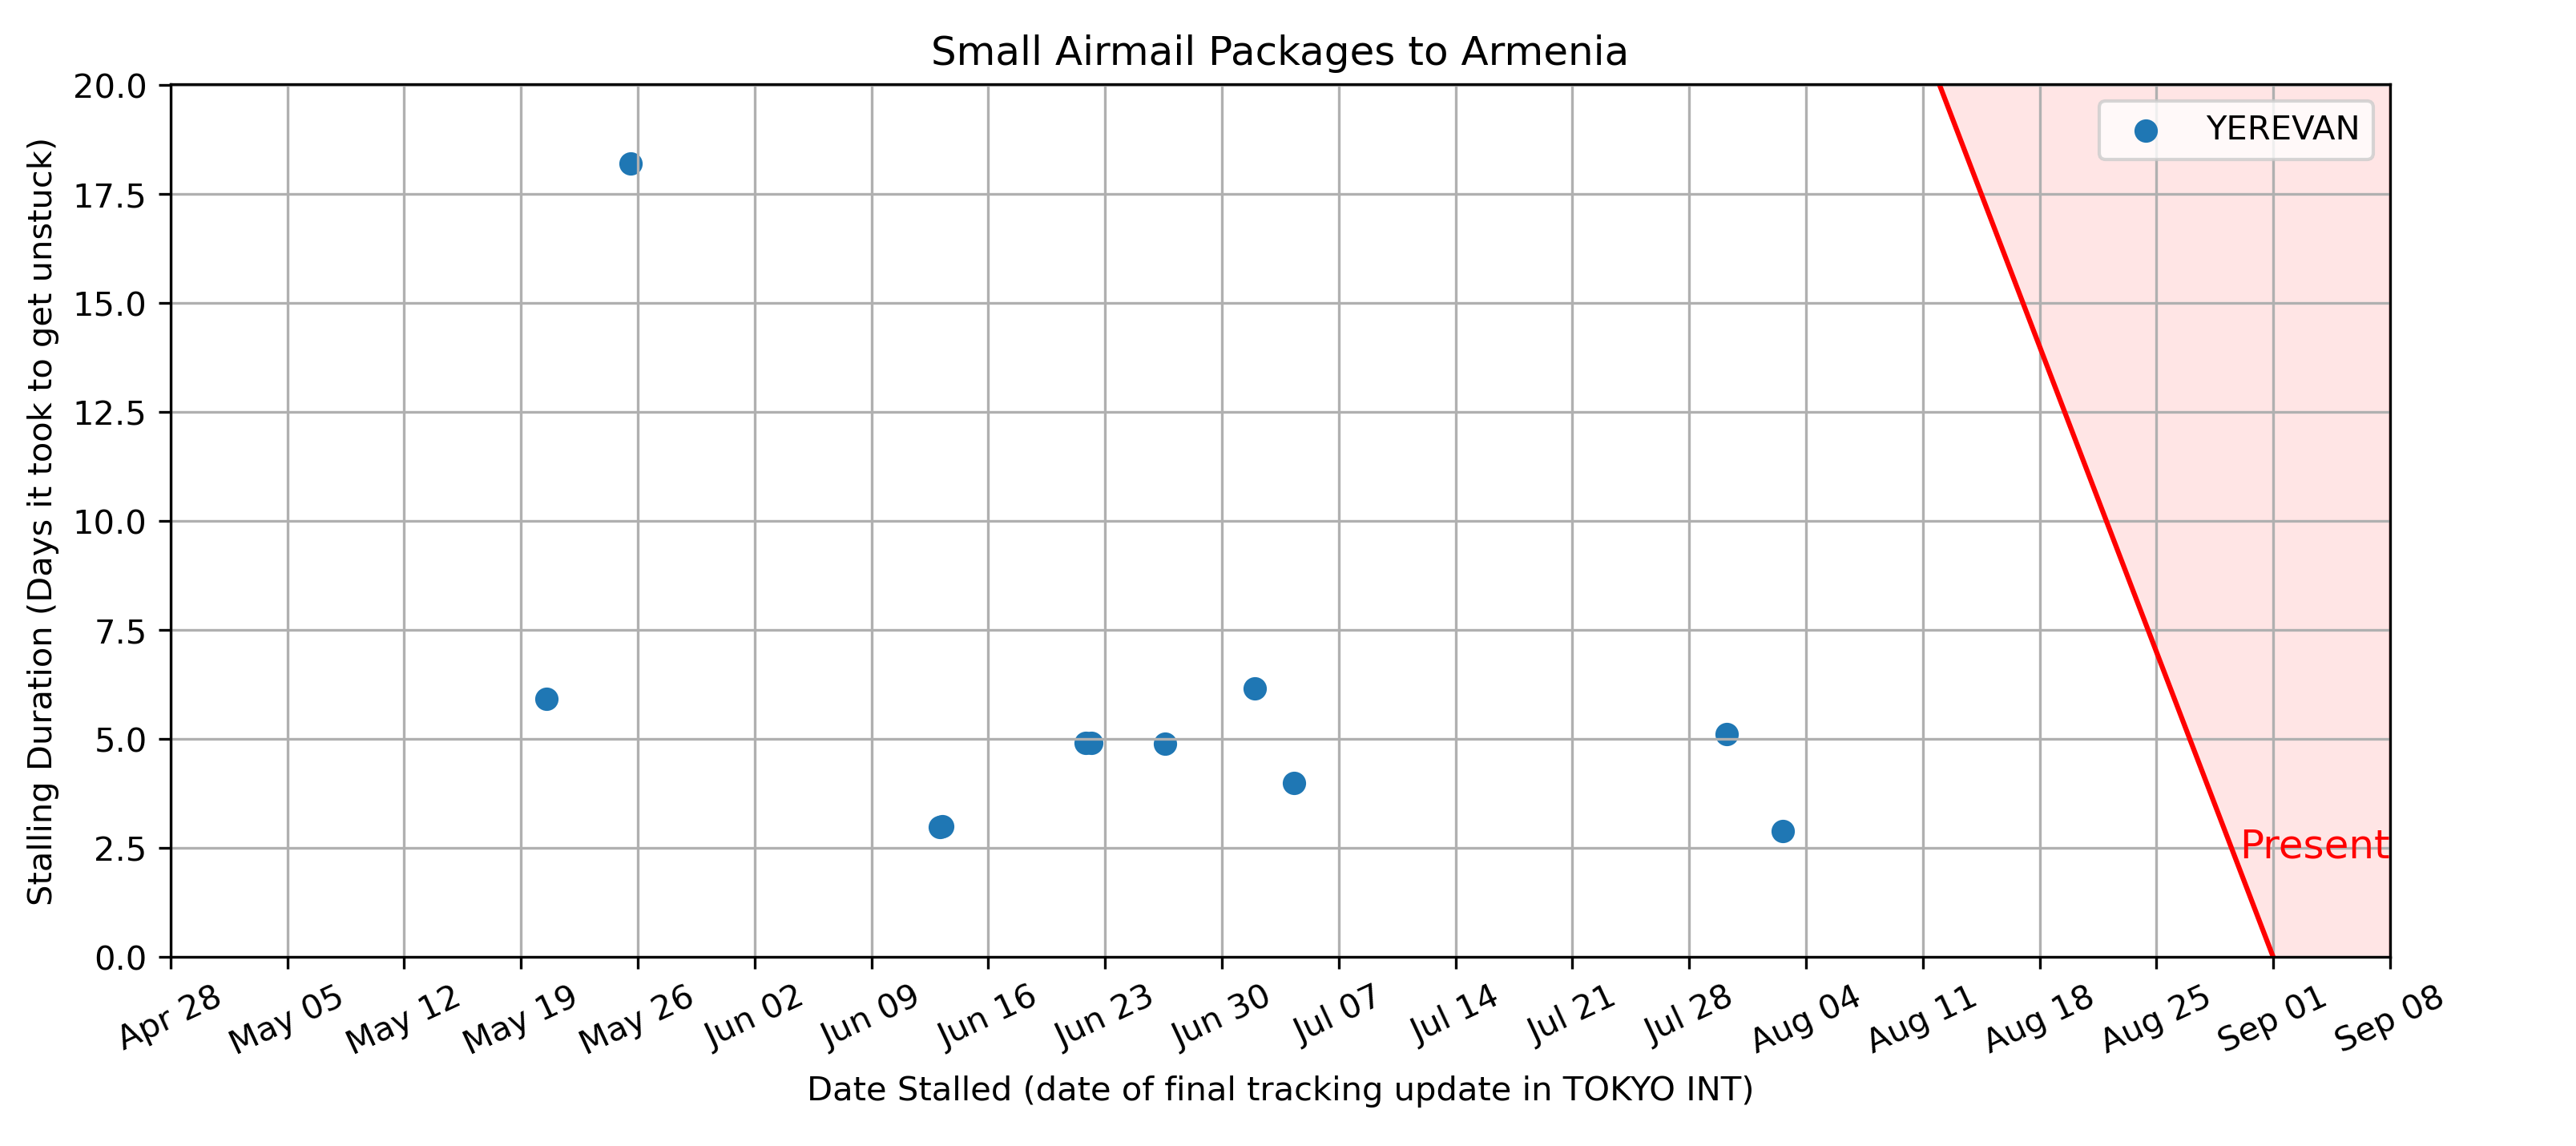 Small Airmail Packages to Armenia
Stalling Duration (Days it took to get unstuck)
20.0
17.5
15.0
12.5
10.0
7.5
5.0
2.5
0.0
YEREVAN
Present
Apr 28
May 05
May 12
May 19
May 26
Jun 02
Jun 09
Jun 16
Jun 23
Jun 30
Jul 07
Jul 14
Jul 21
Jul 28
Aug 04
Aug 11
Aug 18
Aug 25
Sep 01
Sep 08
Date Stalled (date of final tracking update in TOKYO INT)